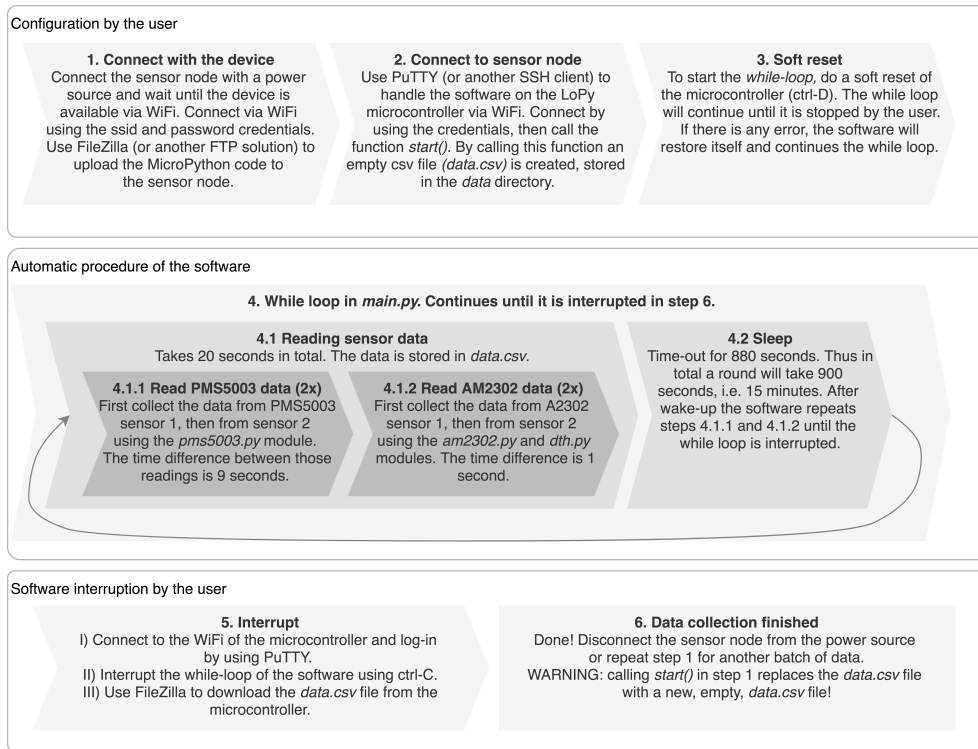 Configuration by the user
1. Connect with the device
Connect the sensor node with a power
source and wait until the device is
available via WiFi. Connect via WiFi
using the ssid and password credentials.
Use FileZilla (or another FTP solution) to
upload the MicroPython code to
the sensor node.
2. Connect to sensor node
Use PuTTY (or another SSH client) to
handle the software on the LoPy
microcontroller via WiFi. Connect by
using the credentials, then call the
function start(). By calling this function an
empty csv file (data.csv) is created, stored
in the data directory.
3. Soft reset
To start the while-loop, do a soft reset of
the microcontroller (ctrl-D). The while loop
will continue until it is stopped by the user.
If there is any error, the software will
restore itself and continues the while loop.
Automatic procedure of the software
4. While loop in main.py. Continues until it is interrupted in step 6.
4.1 Reading sensor data
Takes 20 seconds in total. The data is stored in data.csv.
4.1.1 Read PMS5003 data (2x)
First collect the data from PMS5003
sensor 1, then from sensor 2
using the pms5003.py module.
The time difference between those
readings is 9 seconds.
4.1.2 Read AM2302 data (2x)
First collect the data from A2302
sensor 1, then from sensor 2
using the am2302.py and dth.py
modules. The time difference is 1
second.
4.2 Sleep
Time-out for 880 seconds. Thus in
total a round will take 900
seconds, i.e. 15 minutes. After
wake-up the software repeats
steps 4.1.1 and 4.1.2 until the
while loop is interrupted.
Software interruption by the user
5. Interrupt
I) Connect to the WiFi of the microcontroller and log-in
by using PuTTY.
II) Interrupt the while-loop of the software using ctrl-C.
III) Use FileZilla to download the data.csv file from the
microcontroller.
6. Data collection finished
Done! Disconnect the sensor node from the power source
or repeat step 1 for another batch of data.
WARNING: calling start() in step 1 replaces the data.csv file
with a new, empty, data.csv file!